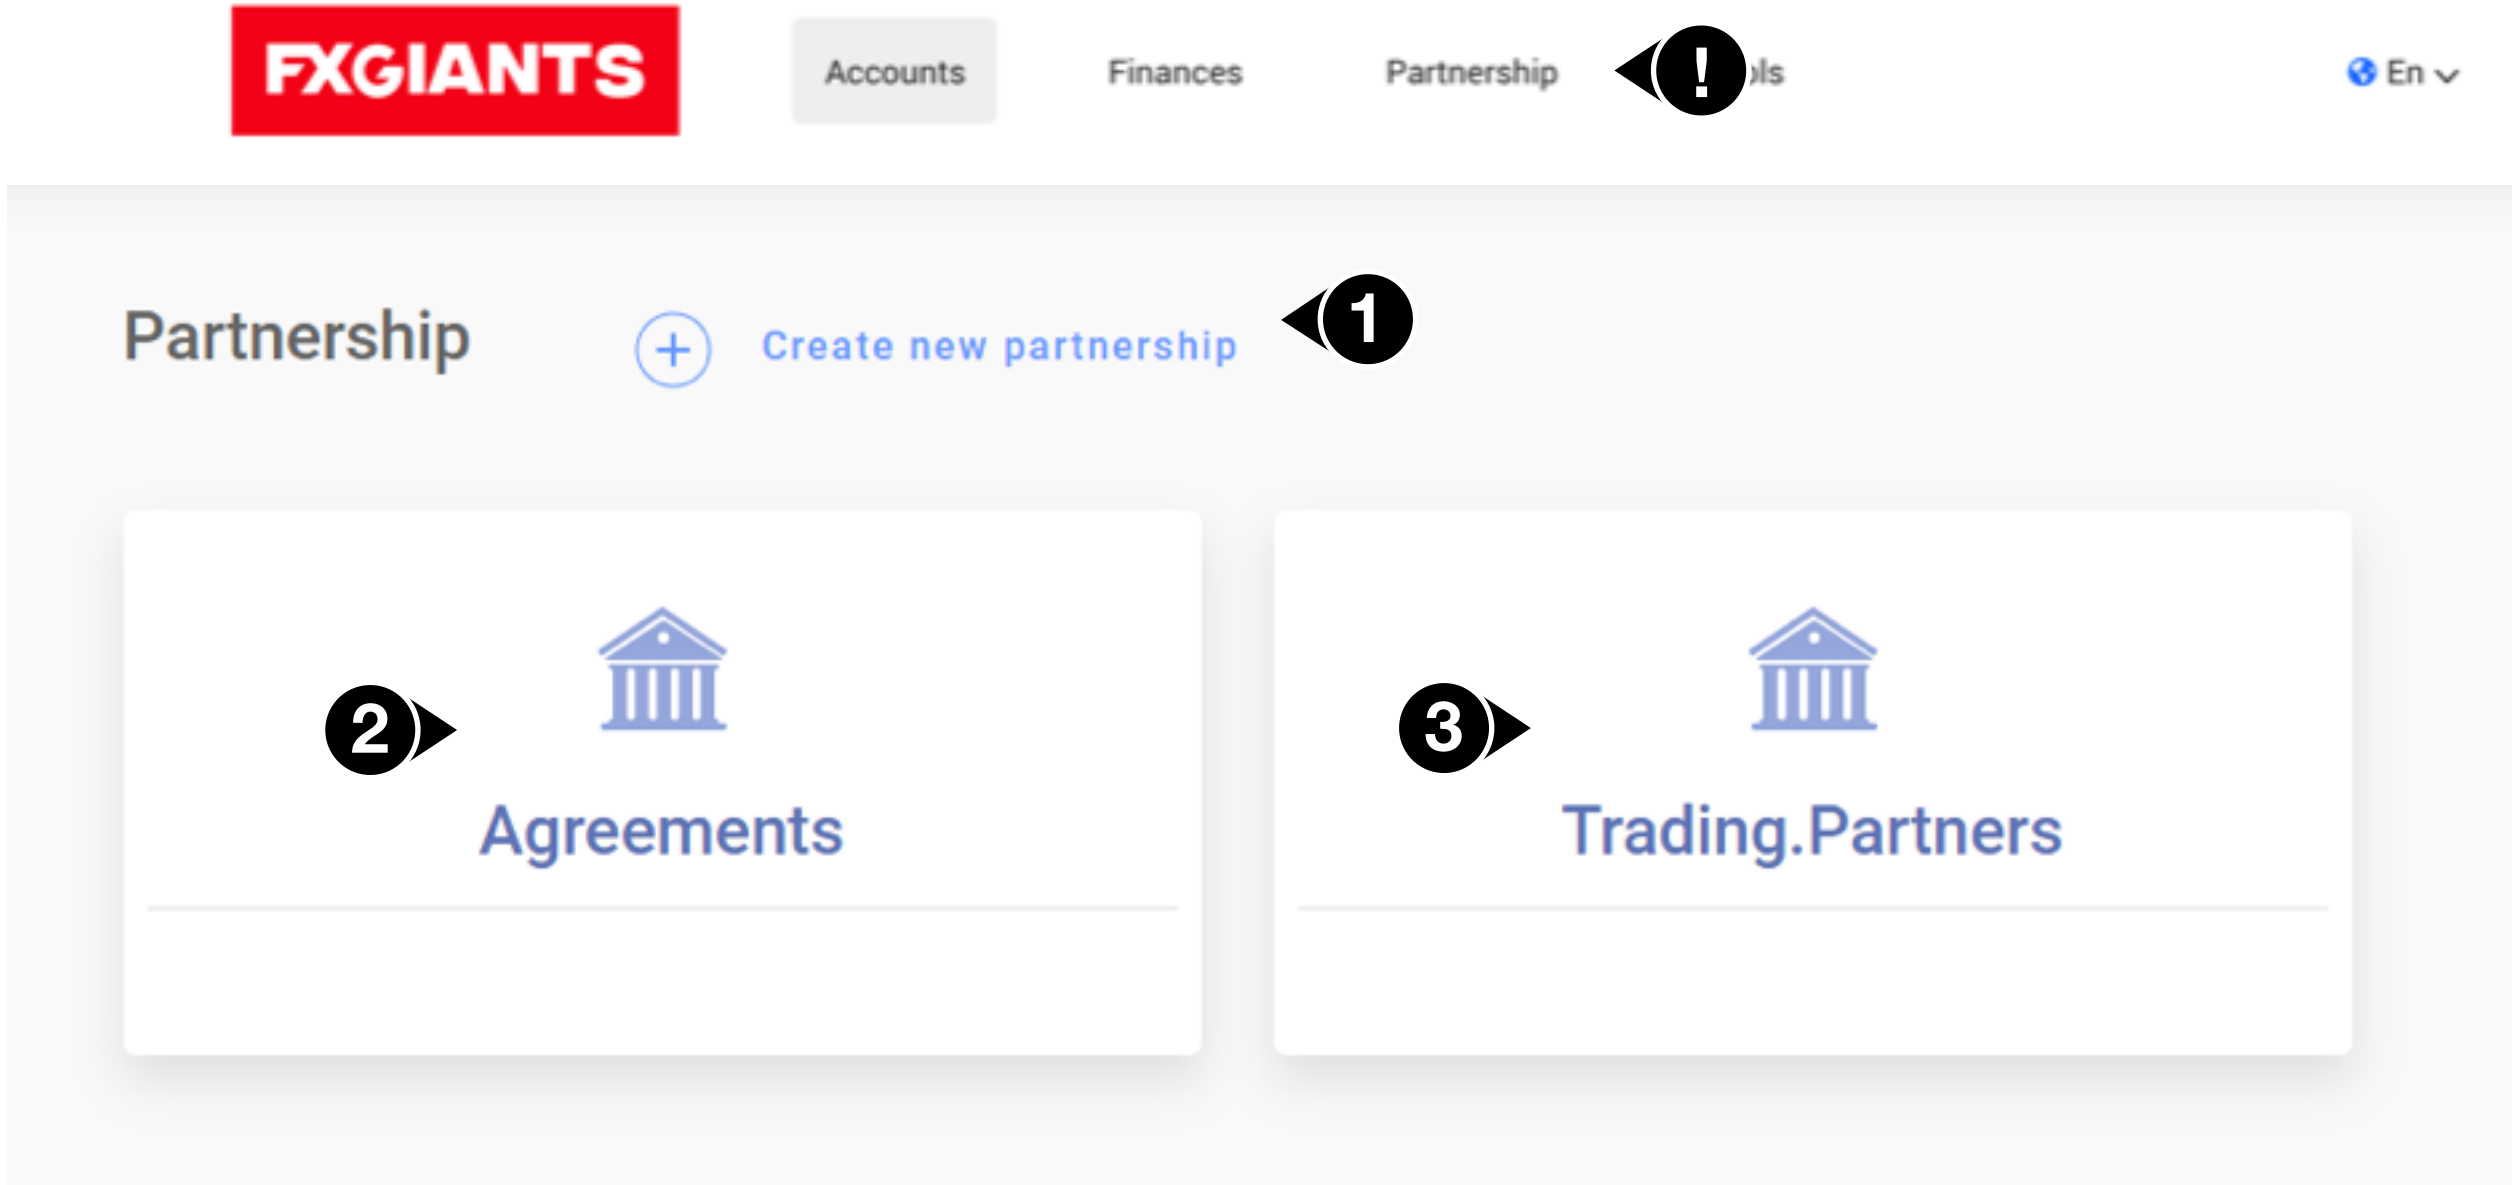 FXGIANTS
Accounts
Finances
Partnership
!
En
Partnership
Create new partnership
1
2
Agreements
3
Trading.Partners